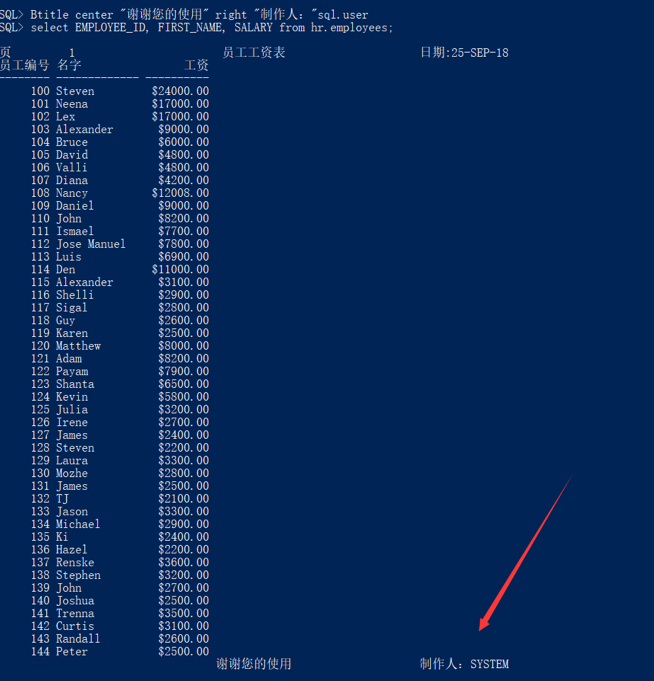 SQL> Btitle center "谢谢您的使用" right "制作人: "sql.user
SQL> select EMPLOYEE_ID, FIRST_NAME, SALARY from hr.employees;
页 1 员工工资表 日期:25-SEP-18
员工编号 名字 工资
-------- ------------- ----------
100 Steven $24000.00
101 Neena $17000.00
102 Lex $17000.00
103 Alexander $9000.00
104 Bruce $6000.00
105 David $4800.00
106 Valli $4800.00
107 Diana $4200.00
108 Nancy $12008.00
109 Daniel $9000.00
110 John $8200.00
111 Ismael $7700.00
112 Jose Manuel $7800.00
113 Luis $6900.00
114 Den $11000.00
115 Alexander $3100.00
116 Shelli $2900.00
117 Sigal $2800.00
118 Guy $2600.00
119 Karen $2500.00
120 Matthew $8000.00
121 Adam $8200.00
122 Payam $7900.00
123 Shanta $6500.00
124 Kevin $5800.00
125 Julia $3200.00
126 Irene $2700.00
127 James $2400.00
128 Steven $2200.00
129 Laura $3300.00
130 Mozhe $2800.00
131 James $2500.00
132 TJ $2100.00
133 Jason $3300.00
134 Michael $2900.00
135 Ki $2400.00
136 Hazel $2200.00
137 Renske $3600.00
138 Stephen $3200.00
139 John $2700.00
140 Joshua $2500.00
141 Trenna $3500.00
142 Curtis $3100.00
143 Randall $2600.00
144 Peter $2500.00
谢谢您的使用 制作人: SYSTEM